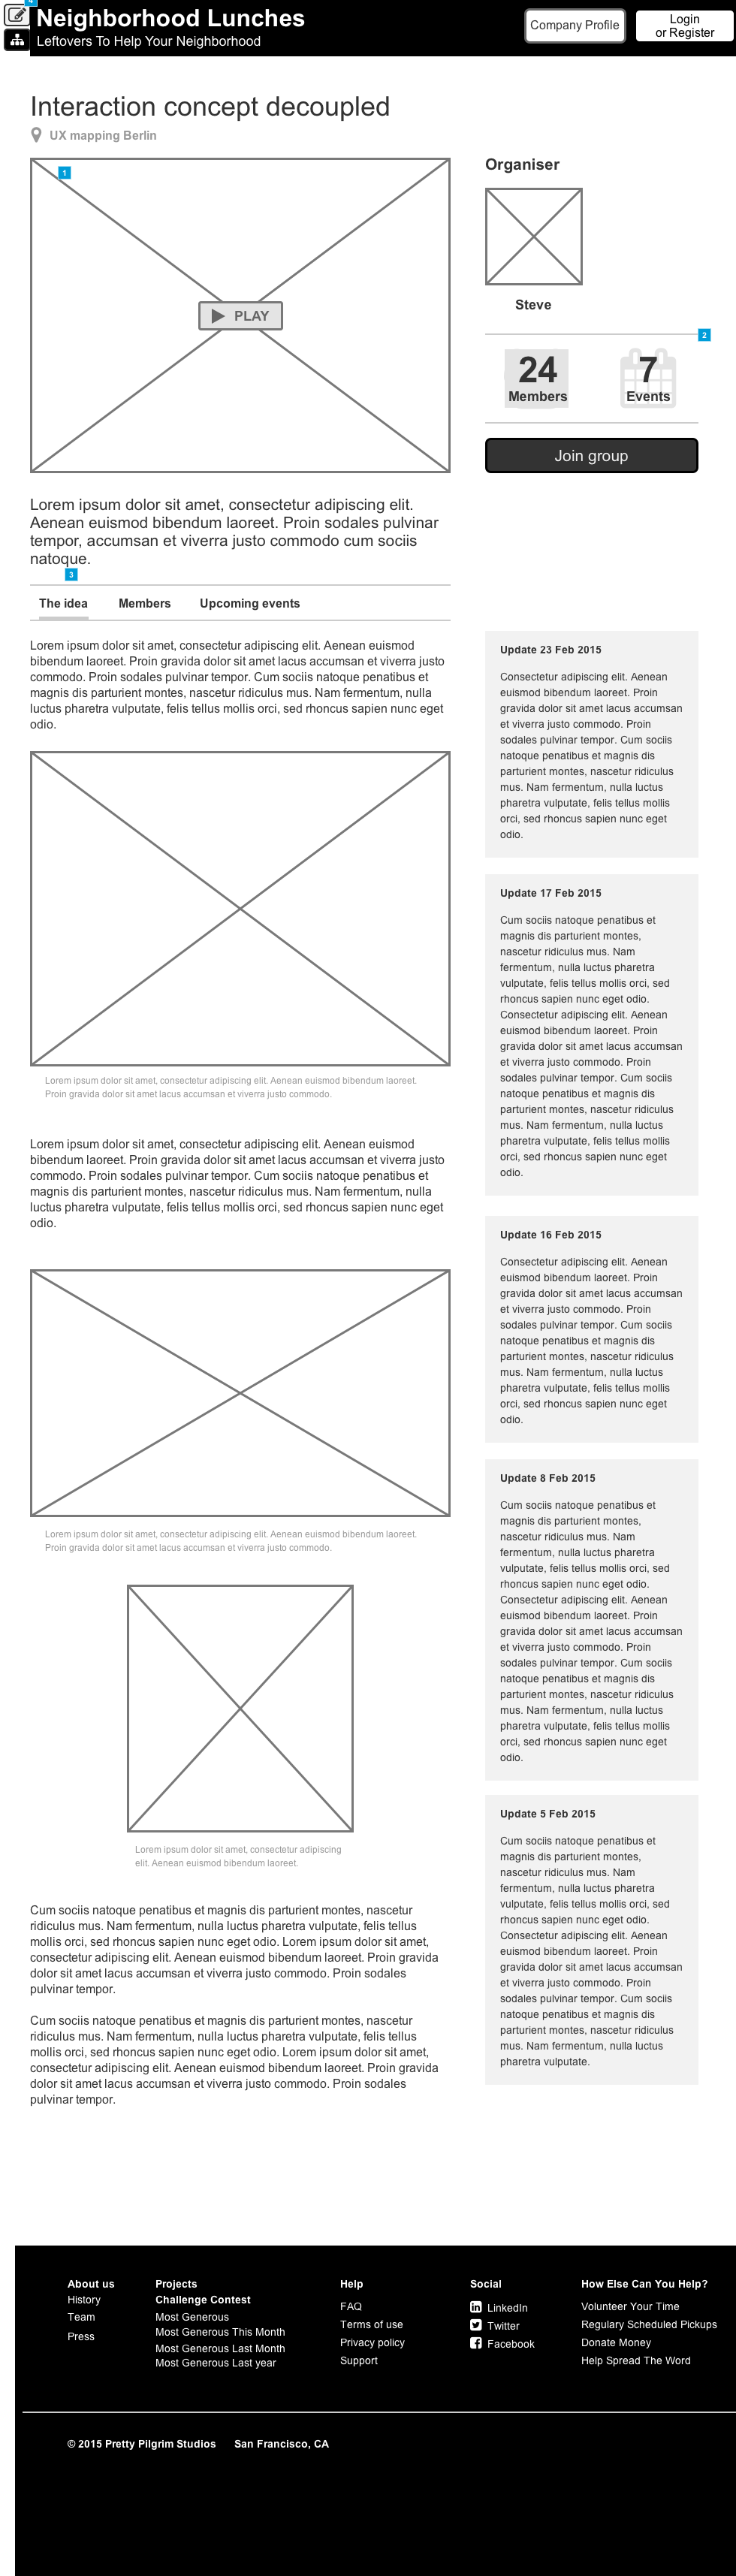 4
Neighborhood Lunches
Leftovers To Help Your Neighborhood
Company Profile
Login
or Register
Interaction concept decoupled
UX mapping Berlin
1
PLAY
Organiser
Steve
2
24
Members
7
Events
Join group
Lorem ipsum dolor sit amet, consectetur adipiscing elit.
Aenean euismod bibendum laoreet. Proin sodales pulvinar
tempor, accumsan et viverra justo commodo cum sociis
natoque.
3
The idea Members Upcoming events
Lorem ipsum dolor sit amet, consectetur adipiscing elit. Aenean euismod
bibendum laoreet. Proin gravida dolor sit amet lacus accumsan et viverra justo
commodo. Proin sodales pulvinar tempor. Cum sociis natoque penatibus et
magnis dis parturient montes, nascetur ridiculus mus. Nam fermentum, nulla
luctus pharetra vulputate, felis tellus mollis orci, sed rhoncus sapien nunc eget
odio.
Lorem ipsum dolor sit amet, consectetur adipiscing elit. Aenean euismod bibendum laoreet.
Proin gravida dolor sit amet lacus accumsan et viverra justo commodo.
Lorem ipsum dolor sit amet, consectetur adipiscing elit. Aenean euismod
bibendum laoreet. Proin gravida dolor sit amet lacus accumsan et viverra justo
commodo. Proin sodales pulvinar tempor. Cum sociis natoque penatibus et
magnis dis parturient montes, nascetur ridiculus mus. Nam fermentum, nulla
luctus pharetra vulputate, felis tellus mollis orci, sed rhoncus sapien nunc eget
odio.
Lorem ipsum dolor sit amet, consectetur adipiscing elit. Aenean euismod bibendum laoreet.
Proin gravida dolor sit amet lacus accumsan et viverra justo commodo.
Lorem ipsum dolor sit amet, consectetur adipiscing
elit. Aenean euismod bibendum laoreet.
Cum sociis natoque penatibus et magnis dis parturient montes, nascetur
ridiculus mus. Nam fermentum, nulla luctus pharetra vulputate, felis tellus
mollis orci, sed rhoncus sapien nunc eget odio. Lorem ipsum dolor sit amet,
consectetur adipiscing elit. Aenean euismod bibendum laoreet. Proin gravida
dolor sit amet lacus accumsan et viverra justo commodo. Proin sodales
pulvinar tempor.
Cum sociis natoque penatibus et magnis dis parturient montes, nascetur
ridiculus mus. Nam fermentum, nulla luctus pharetra vulputate, felis tellus
mollis orci, sed rhoncus sapien nunc eget odio. Lorem ipsum dolor sit amet,
consectetur adipiscing elit. Aenean euismod bibendum laoreet. Proin gravida
dolor sit amet lacus accumsan et viverra justo commodo. Proin sodales
pulvinar tempor.
Update 23 Feb 2015
Consectetur adipiscing elit. Aenean
euismod bibendum laoreet. Proin
gravida dolor sit amet lacus accumsan
et viverra justo commodo. Proin
sodales pulvinar tempor. Cum sociis
natoque penatibus et magnis dis
parturient montes, nascetur ridiculus
mus. Nam fermentum, nulla luctus
pharetra vulputate, felis tellus mollis
orci, sed rhoncus sapien nunc eget
odio.
Update 17 Feb 2015
Cum sociis natoque penatibus et
magnis dis parturient montes,
nascetur ridiculus mus. Nam
fermentum, nulla luctus pharetra
vulputate, felis tellus mollis orci, sed
rhoncus sapien nunc eget odio.
Consectetur adipiscing elit. Aenean
euismod bibendum laoreet. Proin
gravida dolor sit amet lacus accumsan
et viverra justo commodo. Proin
sodales pulvinar tempor. Cum sociis
natoque penatibus et magnis dis
parturient montes, nascetur ridiculus
mus. Nam fermentum, nulla luctus
pharetra vulputate, felis tellus mollis
orci, sed rhoncus sapien nunc eget
odio.
Update 16 Feb 2015
Consectetur adipiscing elit. Aenean
euismod bibendum laoreet. Proin
gravida dolor sit amet lacus accumsan
et viverra justo commodo. Proin
sodales pulvinar tempor. Cum sociis
natoque penatibus et magnis dis
parturient montes, nascetur ridiculus
mus. Nam fermentum, nulla luctus
pharetra vulputate, felis tellus mollis
orci, sed rhoncus sapien nunc eget
odio.
Update 8 Feb 2015
Cum sociis natoque penatibus et
magnis dis parturient montes,
nascetur ridiculus mus. Nam
fermentum, nulla luctus pharetra
vulputate, felis tellus mollis orci, sed
rhoncus sapien nunc eget odio.
Consectetur adipiscing elit. Aenean
euismod bibendum laoreet. Proin
gravida dolor sit amet lacus accumsan
et viverra justo commodo. Proin
sodales pulvinar tempor. Cum sociis
natoque penatibus et magnis dis
parturient montes, nascetur ridiculus
mus. Nam fermentum, nulla luctus
pharetra vulputate, felis tellus mollis
orci, sed rhoncus sapien nunc eget
odio.
Update 5 Feb 2015
Cum sociis natoque penatibus et
magnis dis parturient montes,
nascetur ridiculus mus. Nam
fermentum, nulla luctus pharetra
vulputate, felis tellus mollis orci, sed
rhoncus sapien nunc eget odio.
Consectetur adipiscing elit. Aenean
euismod bibendum laoreet. Proin
gravida dolor sit amet lacus accumsan
et viverra justo commodo. Proin
sodales pulvinar tempor. Cum sociis
natoque penatibus et magnis dis
parturient montes, nascetur ridiculus
mus. Nam fermentum, nulla luctus
pharetra vulputate.
About us
History
Team
Press
Projects
Challenge Contest
Most Generous
Most Generous This Month
Most Generous Last Month
Most Generous Last year
Help
FAQ
Terms of use
Privacy policy
Support
Social
LinkedIn
Twitter
Facebook
How Else Can You Help?
Volunteer Your Time
Regulary Scheduled Pickups
Donate Money
Help Spread The Word
© 2015 Pretty Pilgrim Studios San Francisco, CA